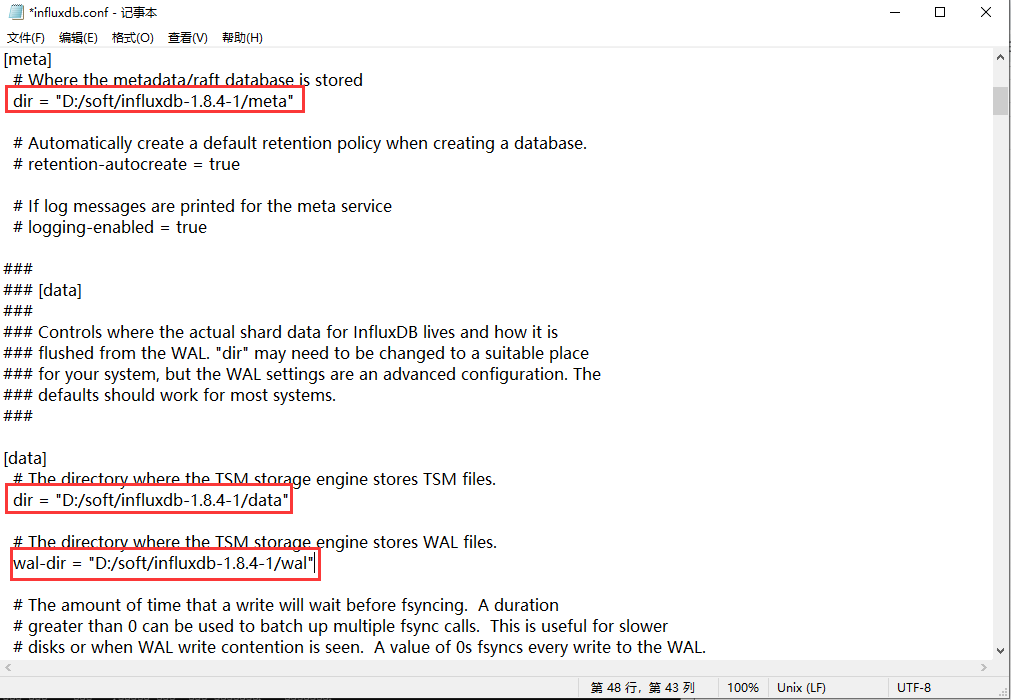 *influxdb.conf - 记事本
文件(F) 编辑(E) 格式(O) 查看(V) 帮助(H)
[meta]
# Where the metadata/raft database is stored
dir = "D:/soft/influxdb-1.8.4-1/meta"
# Automatically create a default retention policy when creating a database.
# retention-autocreate = true
# If log messages are printed for the meta service
# logging-enabled = true
###
### [data]
###
### Controls where the actual shard data for InfluxDB lives and how it is
### flushed from the WAL. "dir" may need to be changed to a suitable place
### for your system, but the WAL settings are an advanced configuration. The
### defaults should work for most systems.
###
[data]
# The directory where the TSM storage engine stores TSM files.
dir = "D:/soft/influxdb-1.8.4-1/data"
# The directory where the TSM storage engine stores WAL files.
wal-dir = "D:/soft/influxdb-1.8.4-1/wal"
# The amount of time that a write will wait before fsyncing.  A duration
# greater than 0 can be used to batch up multiple fsync calls.  This is useful for slower
# disks or when WAL write contention is seen.  A value of 0s fsyncs every write to the WAL.
第 48 行，第 43 列 100% Unix (LF) UTF-8